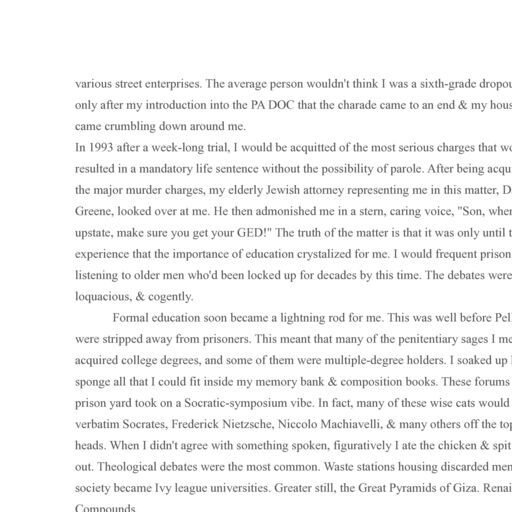 various street enterprises. The average person wouldn't think I was a sixth-grade dropou
only after my introduction into the PA DOC that the charade came to an end & my hous
came crumbling down around me.
In 1993 after a week-long trial, I would be acquitted of the most serious charges that wo
resulted in a mandatory life sentence without the possibility of parole. After being acqu
the major murder charges, my elderly Jewish attorney representing me in this matter, D
Greene, looked over at me. He then admonished me in a stern, caring voice, "Son, when
upstate, make sure you get your GED!" The truth of the matter is that it was only until t
experience that the importance of education crystalized for me. I would frequent prison
listening to older men who'd been locked up for decades by this time. The debates were
loquacious, & cogently.
Formal education soon became a lightning rod for me. This was well before Pel
were stripped away from prisoners. This meant that many of the penitentiary sages I me
acquired college degrees, and some of them were multiple-degree holders. I soaked up l
sponge all that I could fit inside my memory bank & composition books. These forums
prison yard took on a Socratic-symposium vibe. In fact, many of these wise cats would
verbatim Socrates, Frederick Nietzsche, Niccolo Machiavelli, & many others off the top
heads. When I didn't agree with something spoken, figuratively I ate the chicken & spit
out. Theological debates were the most common. Waste stations housing discarded men
society became Ivy league universities. Greater still, the Great Pyramids of Giza. Renai
Compounds.